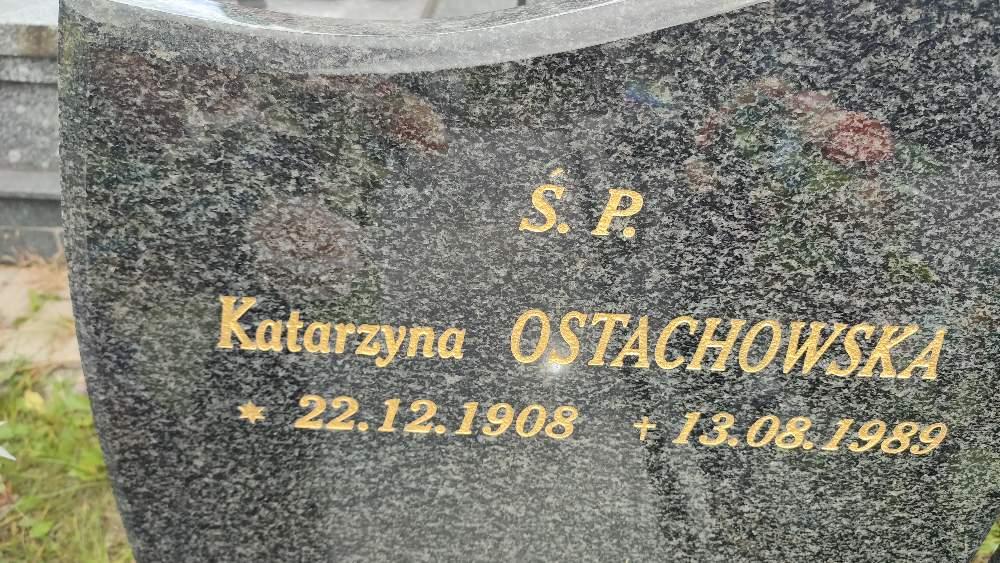 Ś. P.
Katarzyna OSTACHOWSKA
* 22.12.1908 + 13.08.1989